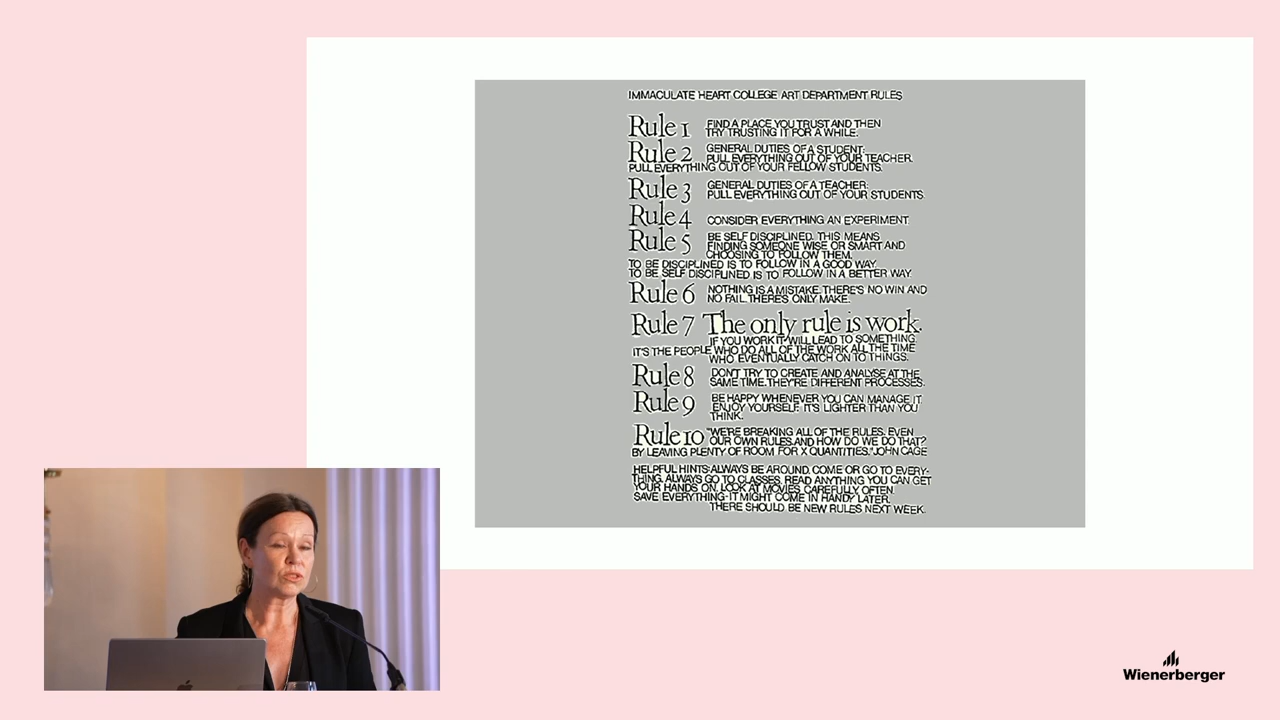 IMMACULATE HEART COLLEGE ART DEPARTMENT RULES
Rule 1 FIND A PLACE YOU TRUST AND THEN
TRY TRUSTING IT FOR A WHILE.
Rule 2 GENERAL DUTIES OF A STUDENT:
PULL EVERYTHING OUT OF YOUR TEACHER.
PULL EVERYTHING OUT OF YOUR FELLOW STUDENTS.
Rule 3 GENERAL DUTIES OF A TEACHER:
PULL EVERYTHING OUT OF YOUR STUDENTS.
Rule 4 CONSIDER EVERYTHING AN EXPERIMENT.
Rule 5 BE SELF DISCIPLINED. THIS MEANS
FINDING SOMEONE WISE OR SMART AND
CHOOSING TO FOLLOW THEM.
TO BE DISCIPLINED IS TO FOLLOW IN A GOOD WAY.
TO BE SELF DISCIPLINED IS TO FOLLOW IN A BETTER WAY.
Rule 6 NOTHING IS A MISTAKE. THERE'S NO WIN AND
NO FAIL. THERE'S ONLY MAKE.
Rule 7 The only rule is work.
IF YOU WORK IT WILL LEAD TO SOMETHING.
IT'S THE PEOPLE WHO DO ALL OF THE WORK ALL THE TIME
WHO EVENTUALLY CATCH ON TO THINGS.
Rule 8 DON'T TRY TO CREATE AND ANALYSE AT THE
SAME TIME. THEY'RE DIFFERENT PROCESSES.
Rule 9 BE HAPPY WHENEVER YOU CAN MANAGE IT.
ENJOY YOURSELF. IT'S LIGHTER THAN YOU
THINK.
Rule 10 "WE'RE BREAKING ALL OF THE RULES. EVEN
OUR OWN RULES. AND HOW DO WE DO THAT?
BY LEAVING PLENTY OF ROOM FOR X QUANTITIES." JOHN CAGE
HELPFUL HINTS: ALWAYS BE AROUND. COME OR GO TO EVERY-
THING. ALWAYS GO TO CLASSES. READ ANYTHING YOU CAN GET
YOUR HANDS ON. LOOK AT MOVIES CAREFULLY, OFTEN.
SAVE EVERYTHING-IT MIGHT COME IN HANDY LATER.
THERE SHOULD BE NEW RULES NEXT WEEK.
Wienerberger